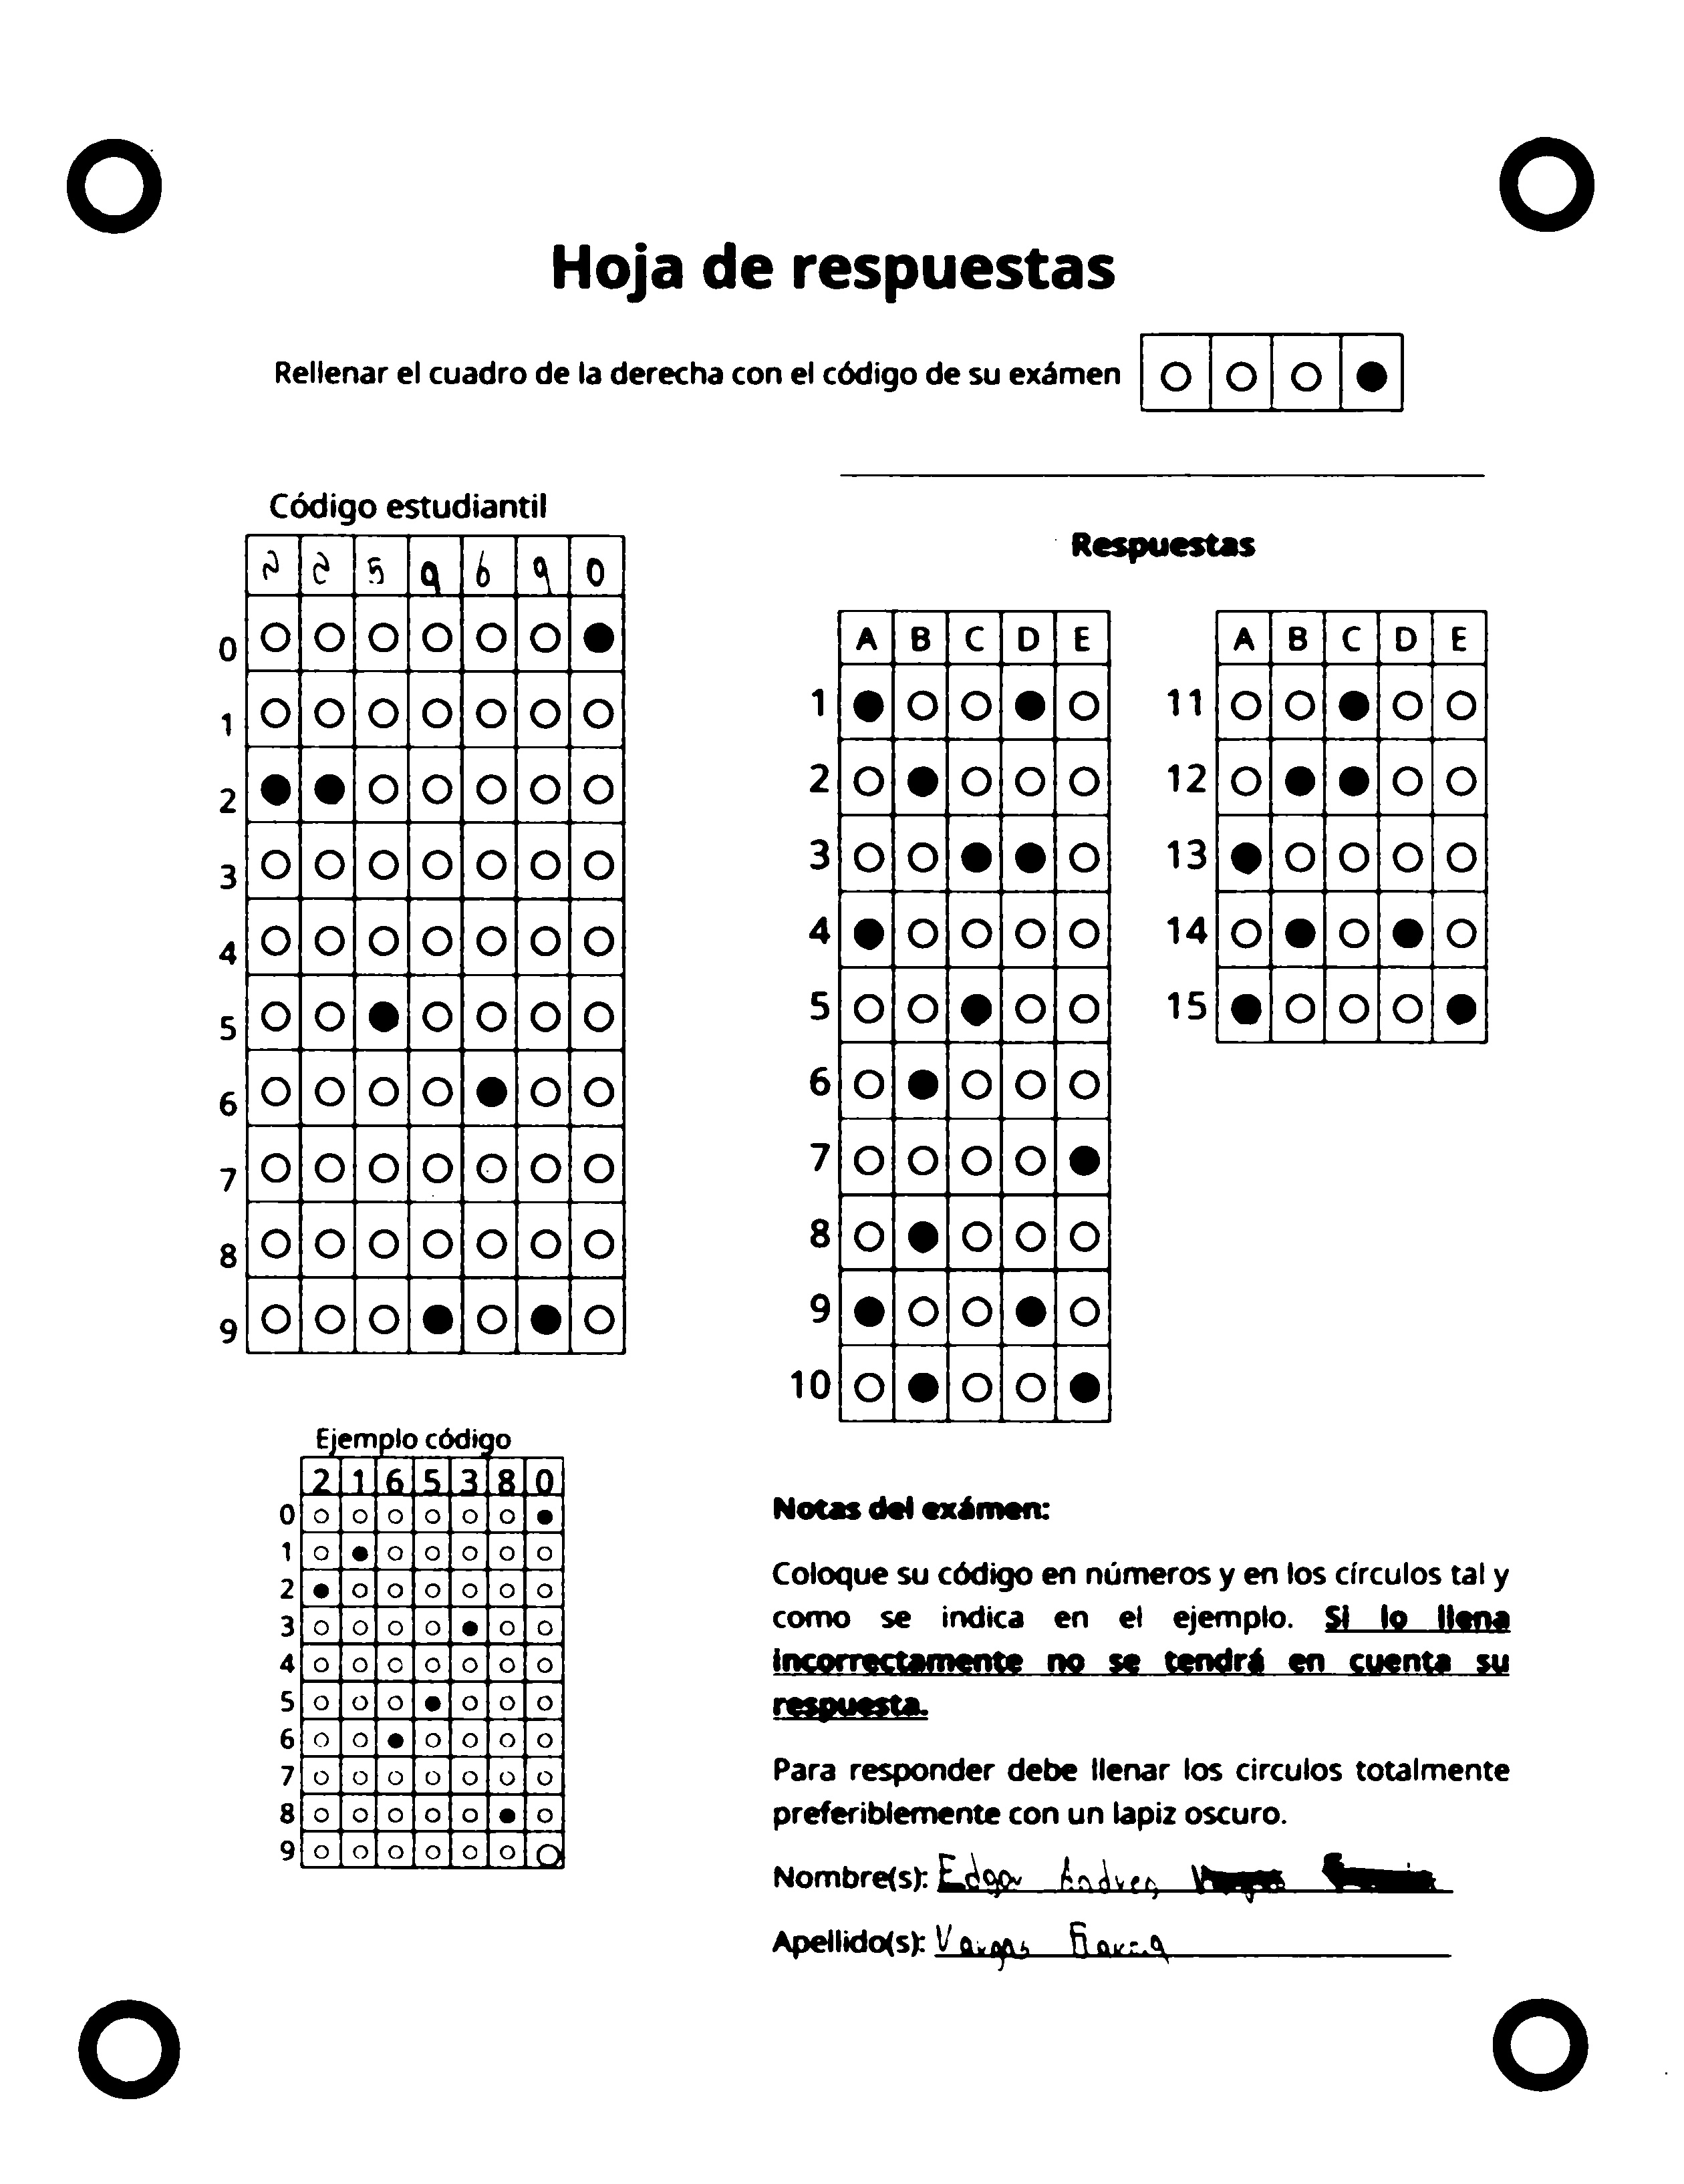 Hoja de respuestas
Rellenar el cuadro de la derecha con el código de su exámen
Código estudiantil
2 2 5 9 6 9 0
0
1
2
3
4
5
6
7
8
9
Ejemplo código
2 1 6 5 3 8 0
0
1
2
3
4
5
6
7
8
9
Respuestas
A B C D E
1
2
3
4
5
6
7
8
9
10
A B C D E
11
12
13
14
15
Notas del exámen:
Coloque su código en números y en los círculos tal y
como se indica en el ejemplo. Si lo llena
incorrectamente no se tendrá en cuenta su
respuesta.
Para responder debe llenar los circulos totalmente
preferiblemente con un lapiz oscuro.
Nombre(s): Edgar Andres
Apellido(s): Vargas Garcia